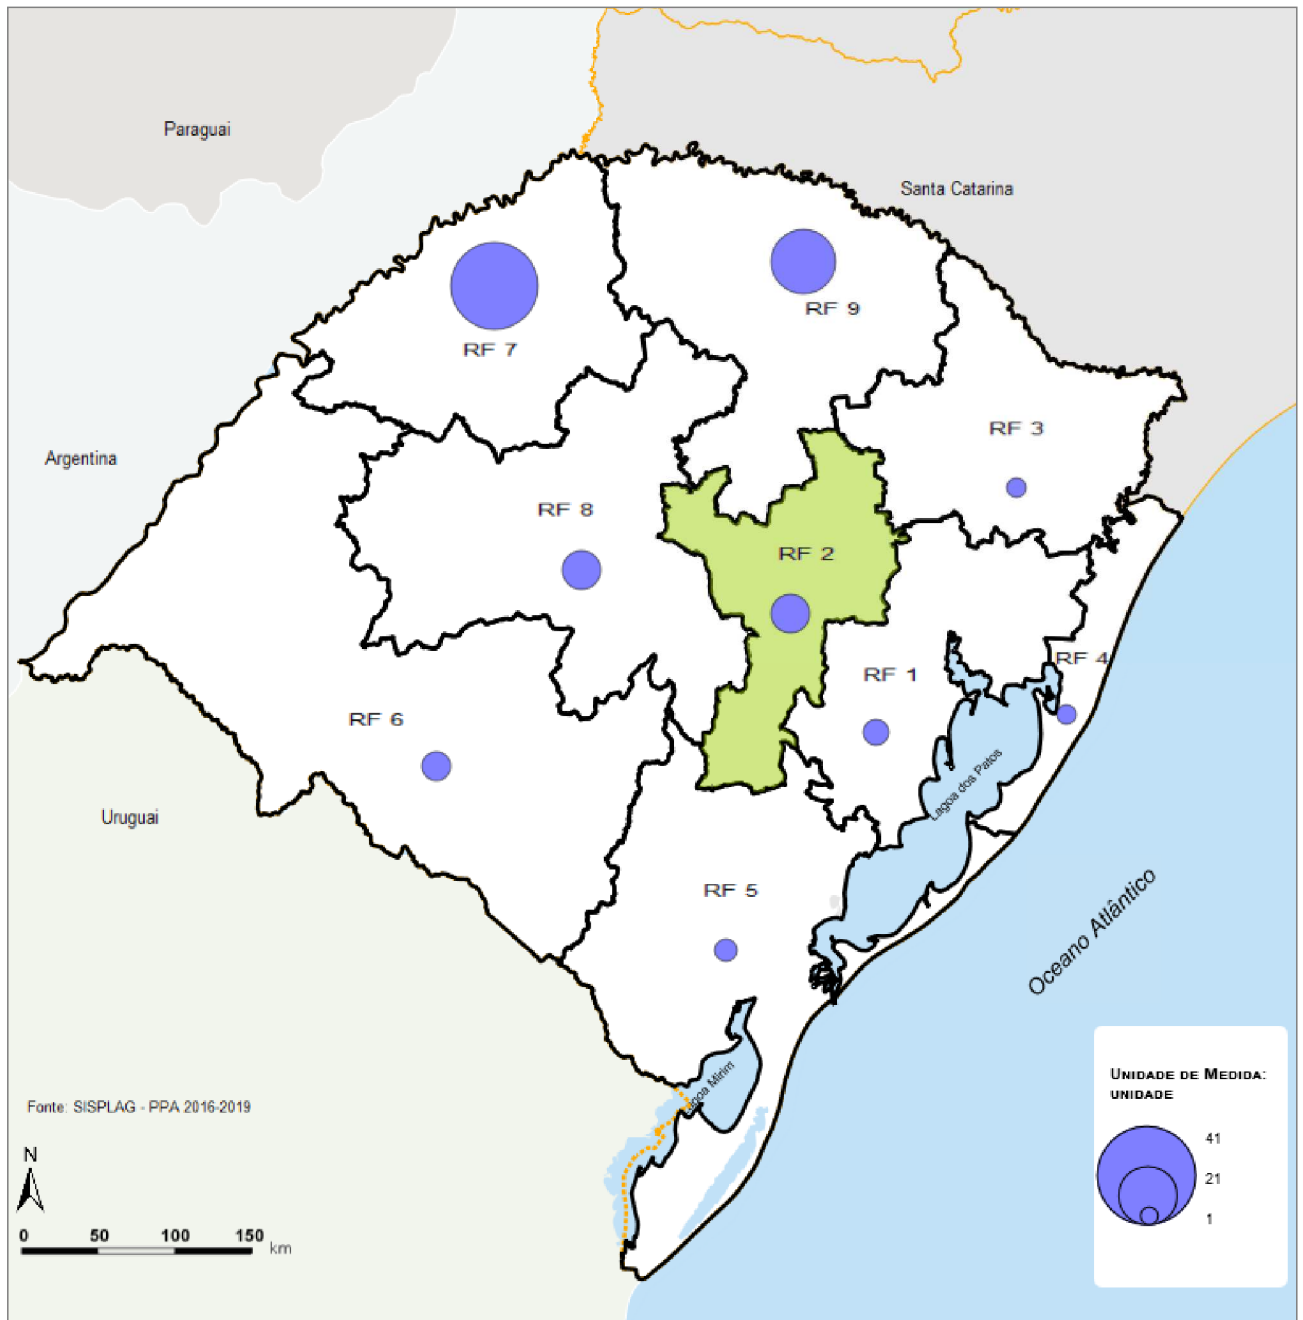 Paraguai
Santa Catarina
RF 9
RF 7
RF 3
Argentina
RF 8
RF 2
RF 4
RF 1
RF 6
Lagoa dos Patos
Uruguai
RF 5
Oceano Atlântico
Lagoa Mirim
UNIDADE DE MEDIDA:
UNIDADE
41
21
1
Fonte: SISPLAG - PPA 2016-2019
N
0 50 100 150
km